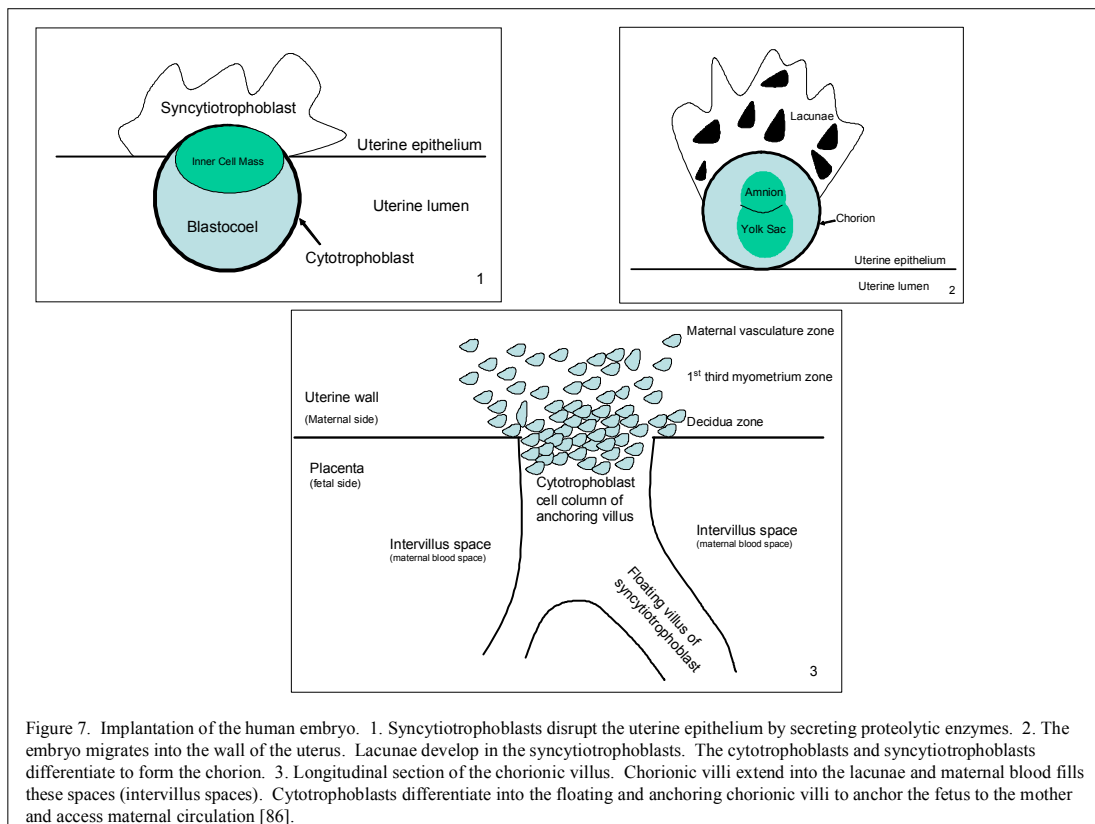 Syncytiotrophoblast
Uterine epithelium
Inner Cell Mass
Uterine lumen
Blastocoel
Cytotrophoblast
1
Lacunae
Amnion
Chorion
Yolk Sac
Uterine epithelium
Uterine lumen
2
Maternal vasculature zone
1st third myometrium zone
Uterine wall
(Maternal side)
Decidua zone
Placenta
(fetal side)
Cytotrophoblast
cell column of
anchoring villus
Intervillus space
(maternal blood space)
Intervillus space
(maternal blood space)
Floating villus of
syncytiotrophoblast
3
Figure 7. Implantation of the human embryo. 1. Syncytiotrophoblasts disrupt the uterine epithelium by secreting proteolytic enzymes. 2. The
embryo migrates into the wall of the uterus. Lacunae develop in the syncytiotrophoblasts. The cytotrophoblasts and syncytiotrophoblasts
differentiate to form the chorion. 3. Longitudinal section of the chorionic villus. Chorionic villi extend into the lacunae and maternal blood fills
these spaces (intervillus spaces). Cytotrophoblasts differentiate into the floating and anchoring chorionic villi to anchor the fetus to the mother
and access maternal circulation [86].